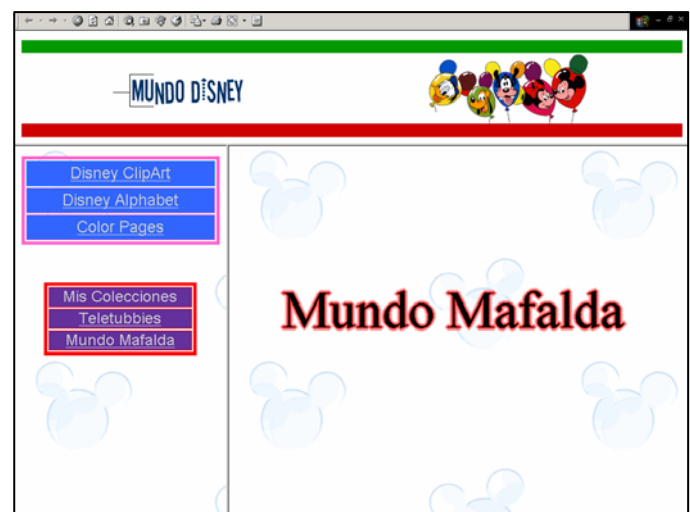 MUNDO DISNEY
Disney ClipArt
Disney Alphabet
Color Pages
Mis Colecciones
Teletubbies
Mundo Mafalda
Mundo Mafalda